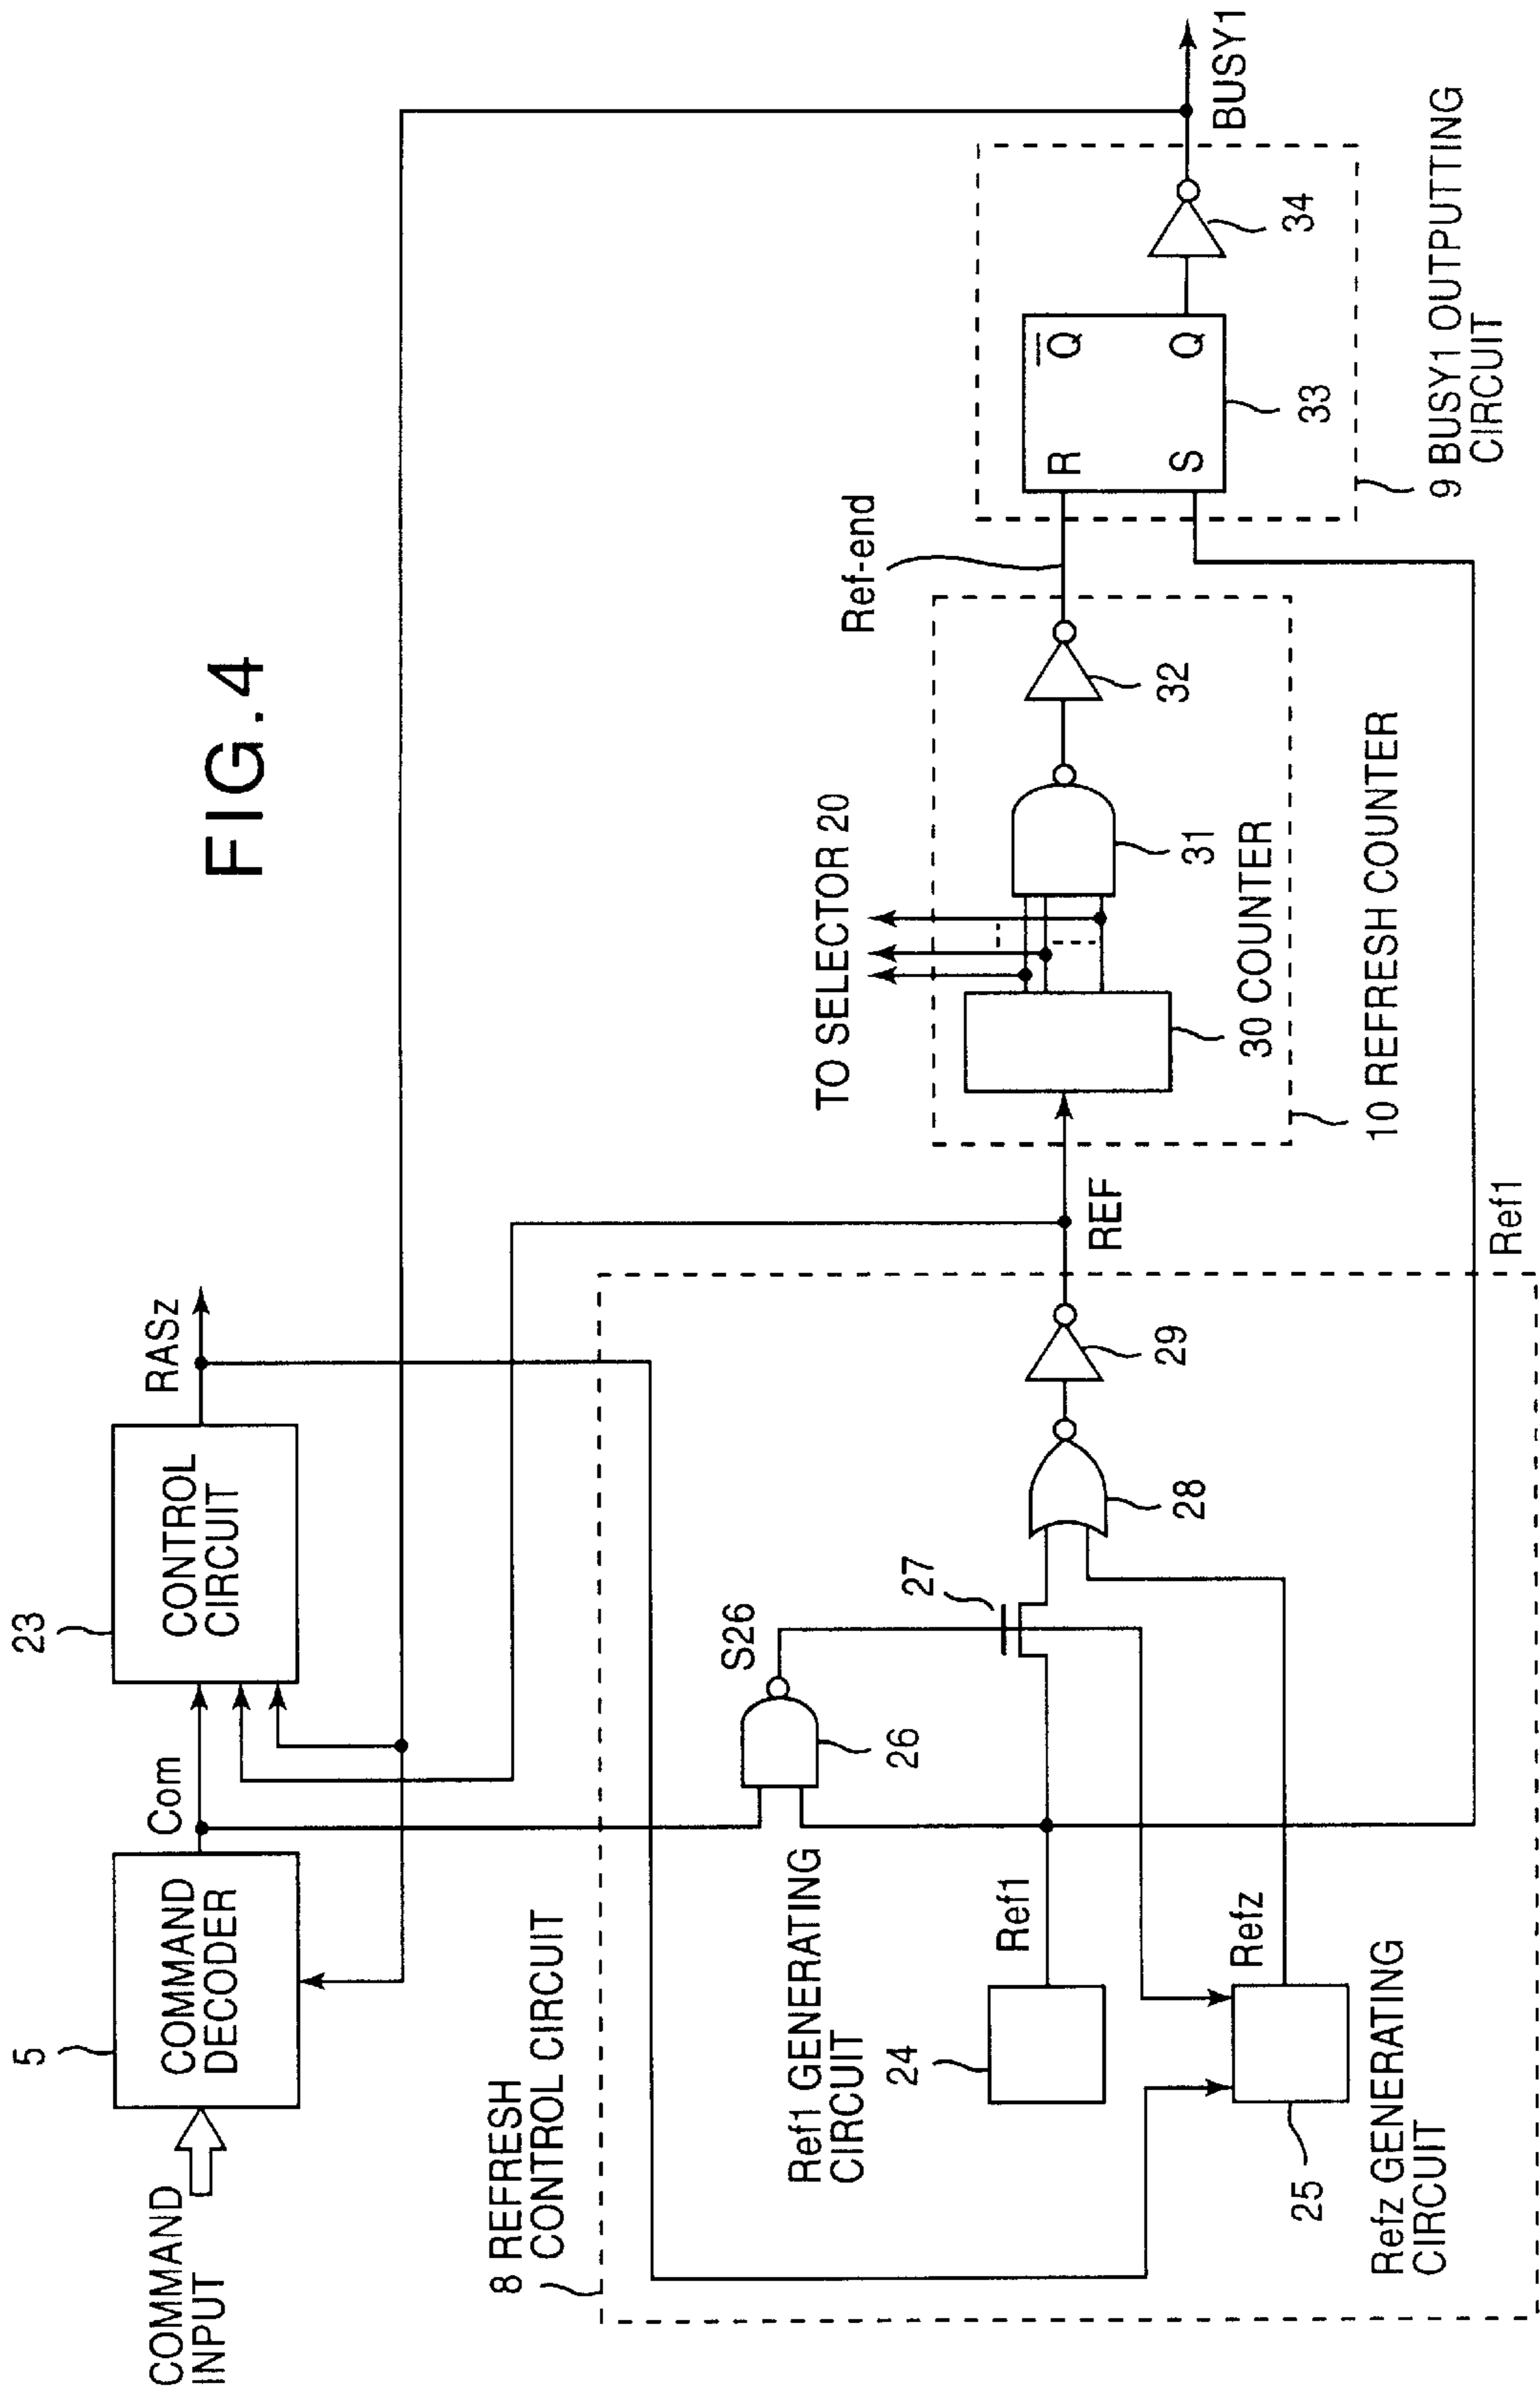 FIG.4
COMMAND
INPUT
5
COMMAND
DECODER
Com
23
CONTROL
CIRCUIT
RASz
8 REFRESH
CONTROL CIRCUIT
Ref1 GENERATING
CIRCUIT
24
Ref1
26
S26
27
28
29
25
Refz
Refz GENERATING
CIRCUIT
REF
Ref1
TO SELECTOR 20
30 COUNTER
31
32
10 REFRESH COUNTER
Ref-end
R
S
Q
Q
33
34
9 BUSY1 OUTPUTTING
CIRCUIT
BUSY1